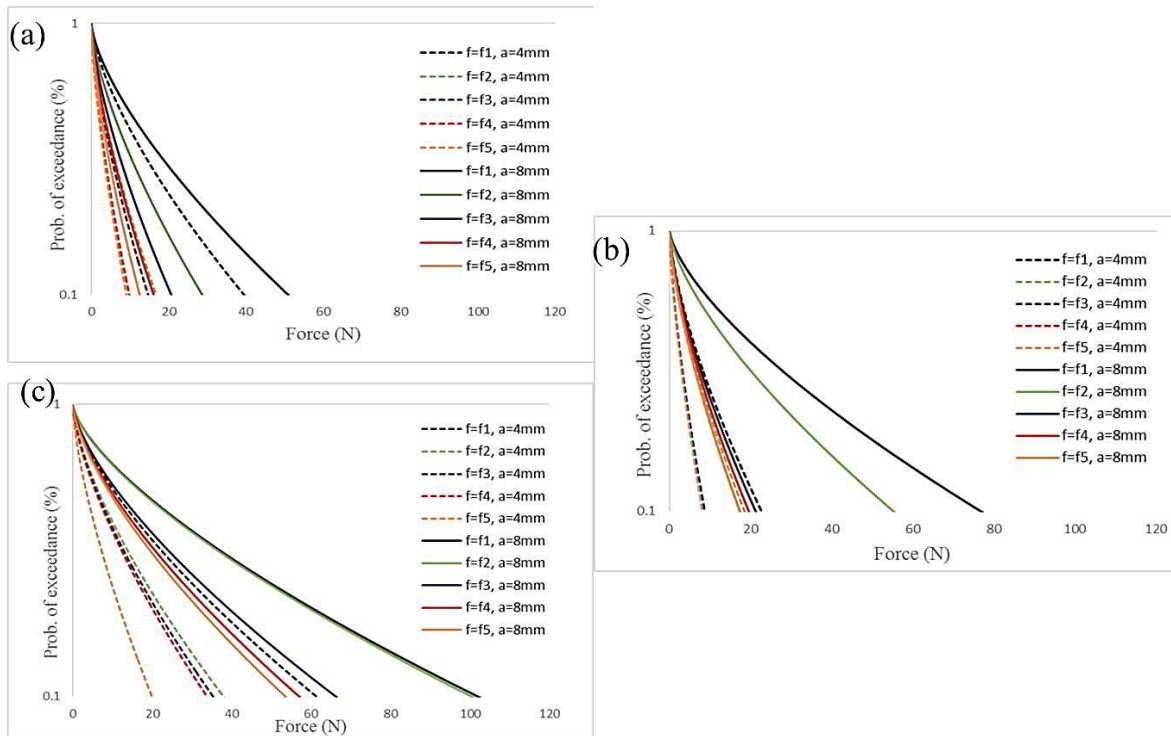 (a)
1
Prob. of exceedance (%)
0.1
0 20 40 60 80 100 120
Force (N)
f=f1, a=4mm
f=f2, a=4mm
f=f3, a=4mm
f=f4, a=4mm
f=f5, a=4mm
f=f1, a=8mm
f=f2, a=8mm
f=f3, a=8mm
f=f4, a=8mm
f=f5, a=8mm
(b)
1
Prob. of exceedance (%)
0.1
0 20 40 60 80 100 120
Force (N)
f=f1, a=4mm
f=f2, a=4mm
f=f3, a=4mm
f=f4, a=4mm
f=f5, a=4mm
f=f1, a=8mm
f=f2, a=8mm
f=f3, a=8mm
f=f4, a=8mm
f=f5, a=8mm
(c)
1
Prob. of exceedance (%)
0.1
0 20 40 60 80 100 120
Force (N)
f=f1, a=4mm
f=f2, a=4mm
f=f3, a=4mm
f=f4, a=4mm
f=f5, a=4mm
f=f1, a=8mm
f=f2, a=8mm
f=f3, a=8mm
f=f4, a=8mm
f=f5, a=8mm